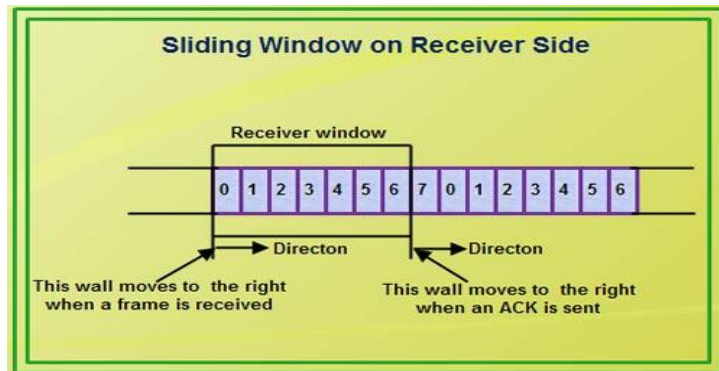 Sliding Window on Receiver Side
Receiver window
0 1 2 3 4 5 6 7 0 1 2 3 4 5 6
Directon Directon
This wall moves to the right
when a frame is received
This wall moves to the right
when an ACK is sent